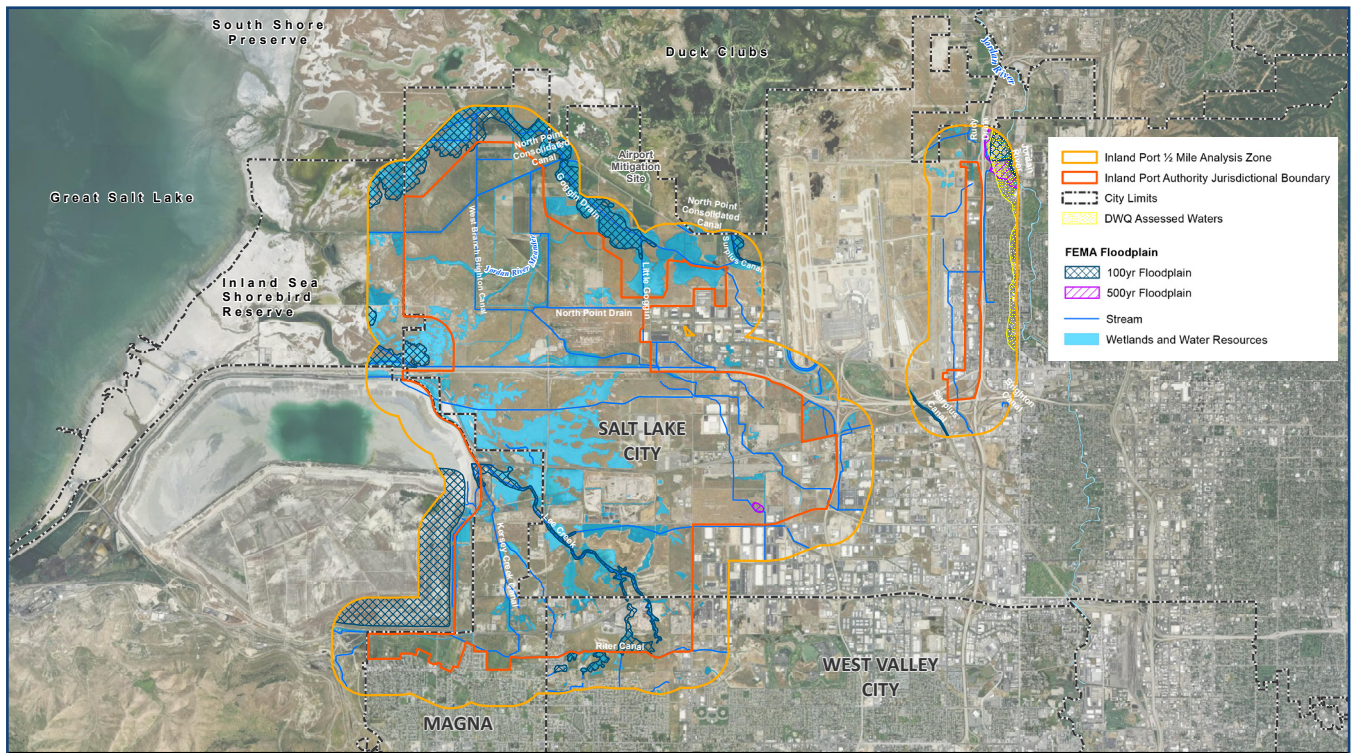 South Shore
Preserve
Duck Clubs
Jordan River
Great Salt Lake
Inland Sea
Shorebird
Reserve
North Point
Consolidated
Canal
Airport
Mitigation
Site
Goggin Drain
North Point
Consolidated
Canal
Surplus Canal
West Branch Brighton Canal
Jordan River Meander
Little Goggin
North Point Drain
Rudy
Jordan
Surplus
Canal
Brighton
Canal
SALT LAKE
CITY
Lee Creek
Kersey Creek Canal
Riter Canal
WEST VALLEY
CITY
MAGNA
Inland Port ½ Mile Analysis Zone
Inland Port Authority Jurisdictional Boundary
City Limits
DWQ Assessed Waters
FEMA Floodplain
100yr Floodplain
500yr Floodplain
Stream
Wetlands and Water Resources